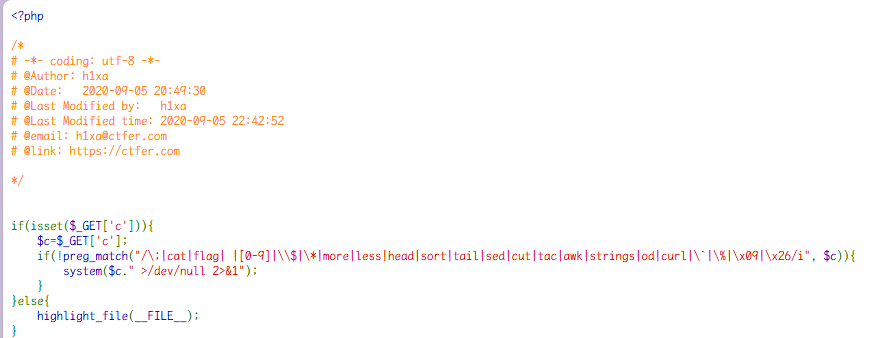 <?php
/*
# -*- coding: utf-8 -*-
# @Author: h1xa
# @Date:   2020-09-05 20:49:30
# @Last Modified by:   h1xa
# @Last Modified time: 2020-09-05 22:42:52
# @email: h1xa@ctfer.com
# @link: https://ctfer.com
*/
if(isset($_GET['c'])){
    $c=$_GET['c'];
    if(!preg_match("/\;|cat|flag| |[0-9]|\\$|\*|more|less|head|sort|tail|sed|cut|tac|awk|strings|od|curl|\`|\%|\x09|\x26/i", $c)){
        system($c." >/dev/null 2>&1");
    }
}else{
    highlight_file(__FILE__);
}